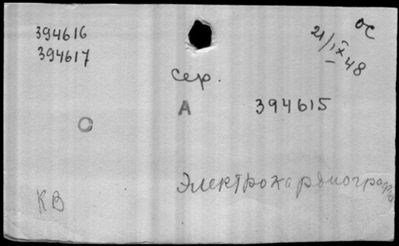 394616
394617
ОС
21/IX-48
сер.
А 394615
Электрокардиограф
КВ